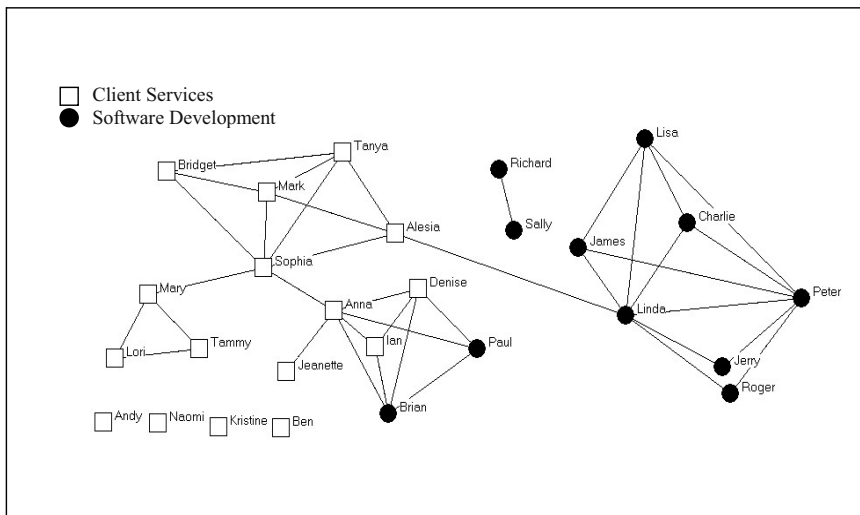 Client Services
Software Development
Lisa
Tanya
Bridget
Richard
Mark
Charlie
Alesia
Sally
James
Sophia
Denise
Mary
Peter
Anna
Linda
Tammy
Ian
Paul
Lori
Jeanette
Jerry
Roger
Brian
Andy
Naomi
Kristine
Ben